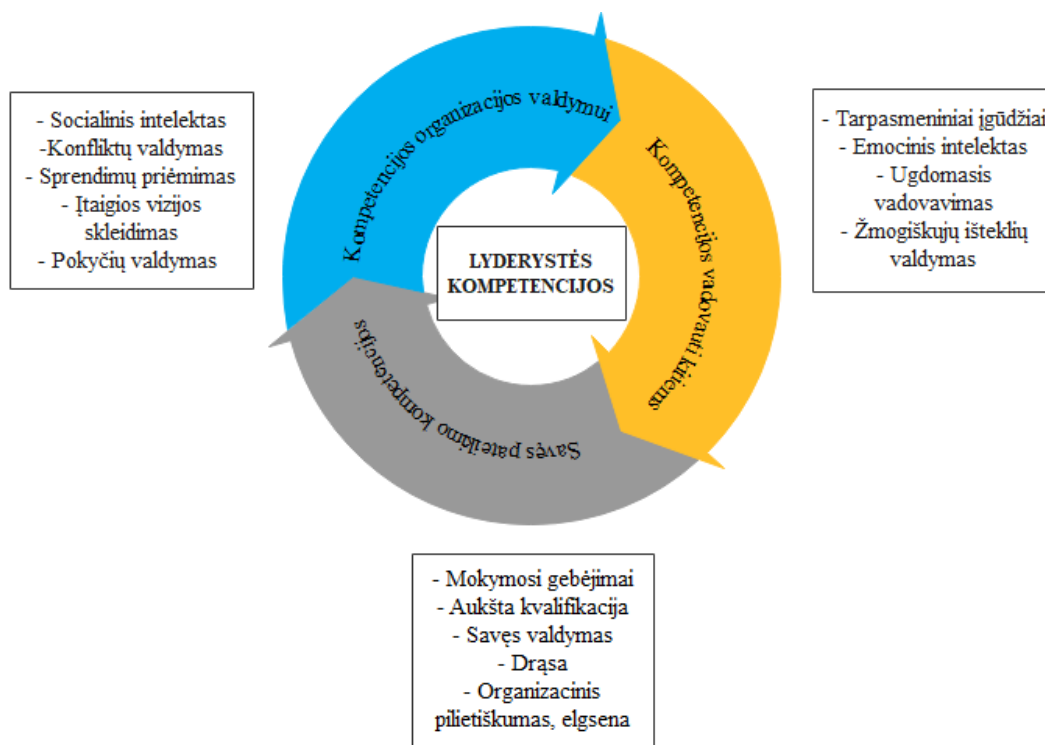 - Socialinis intelektas
-Konfliktų valdymas
- Sprendimų priėmimas
- Įtaigios vizijos
skleidimas
- Pokyčių valdymas
Kompetencijos organizacijos valdymui
Kompetencijos vadovauti kitiems
- Tarpasmeniniai įgūdžiai
- Emocinis intelektas
- Ugdomasis
vadovavimas
- Žmogiškųjų išteklių
valdymas
LYDERYSTĖS
KOMPETENCIJOS
Savęs pateikimo kompetencijos
- Mokymosi gebėjimai
- Aukšta kvalifikacija
- Savęs valdymas
- Drąsa
- Organizacinis
pilietiškumas, elgsena